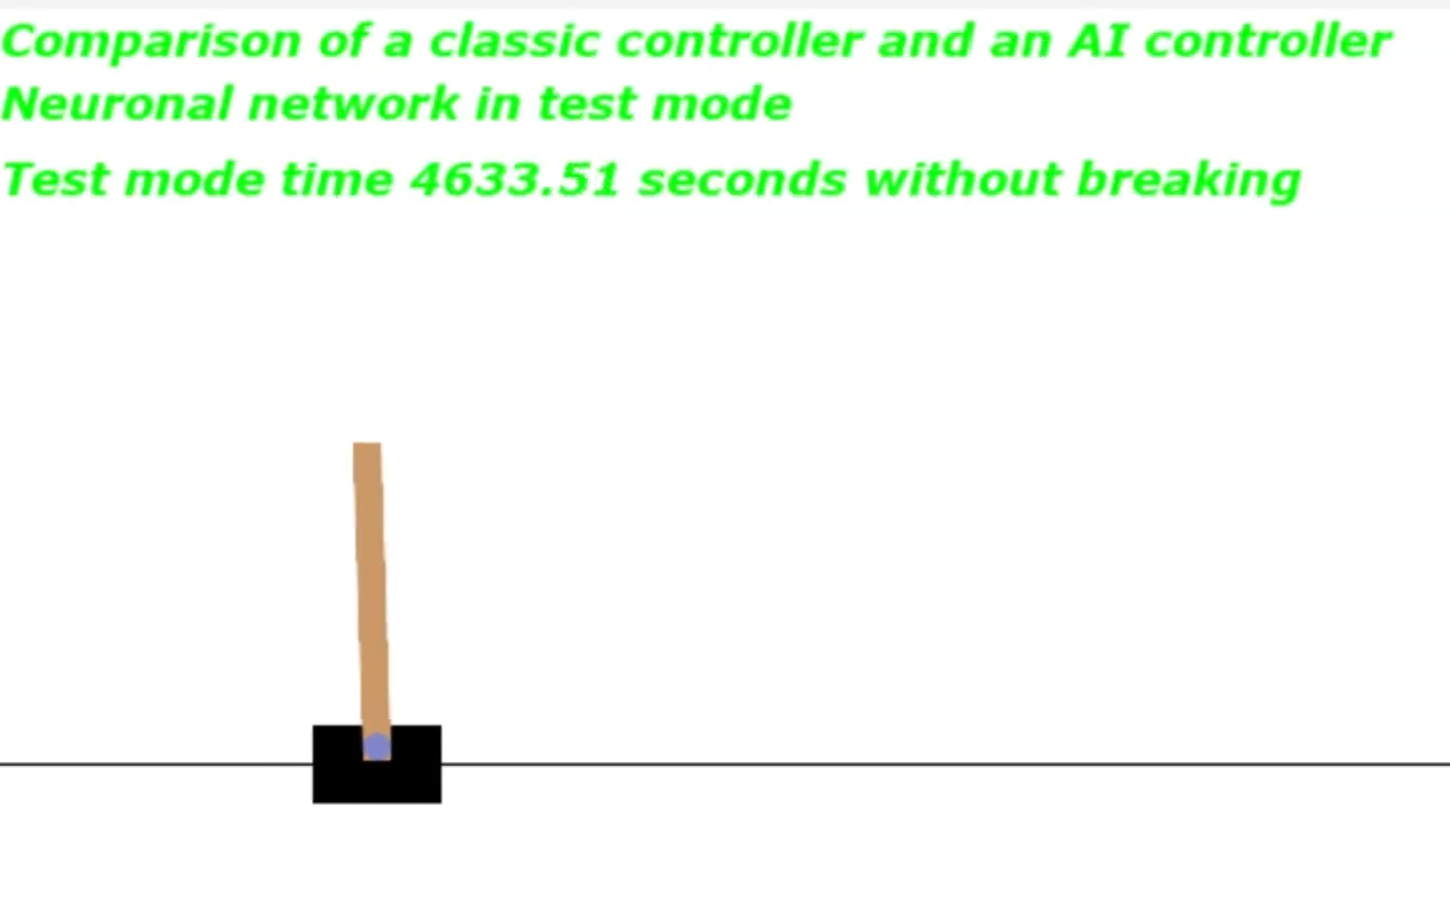 Comparison of a classic controller and an AI controller
Neuronal network in test mode
Test mode time 4633.51 seconds without breaking